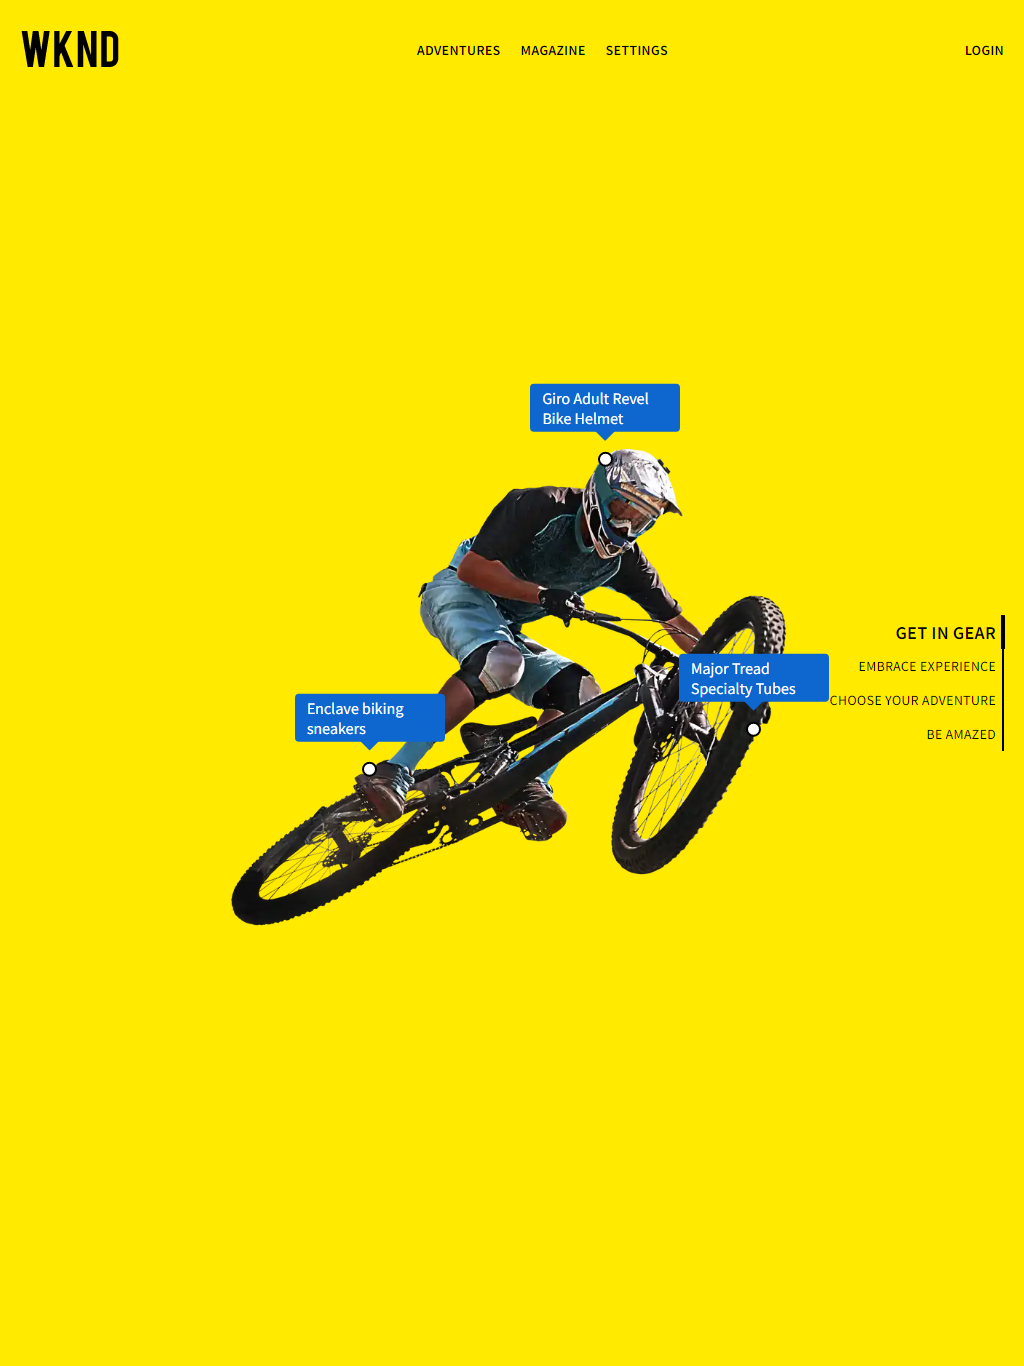 WKND
ADVENTURES MAGAZINE SETTINGS
LOGIN
Giro Adult Revel
Bike Helmet
GET IN GEAR
Major Tread
Specialty Tubes
EMBRACE EXPERIENCE
CHOOSE YOUR ADVENTURE
Enclave biking
sneakers
BE AMAZED